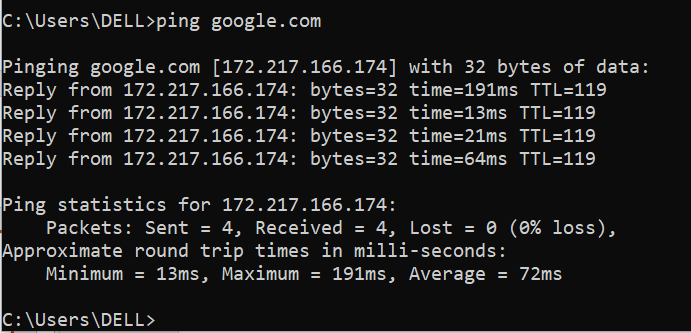 C:\Users\DELL>ping google.com
Pinging google.com [172.217.166.174] with 32 bytes of data:
Reply from 172.217.166.174: bytes=32 time=191ms TTL=119
Reply from 172.217.166.174: bytes=32 time=13ms TTL=119
Reply from 172.217.166.174: bytes=32 time=21ms TTL=119
Reply from 172.217.166.174: bytes=32 time=64ms TTL=119
Ping statistics for 172.217.166.174:
    Packets: Sent = 4, Received = 4, Lost = 0 (0% loss),
Approximate round trip times in milli-seconds:
    Minimum = 13ms, Maximum = 191ms, Average = 72ms
C:\Users\DELL>